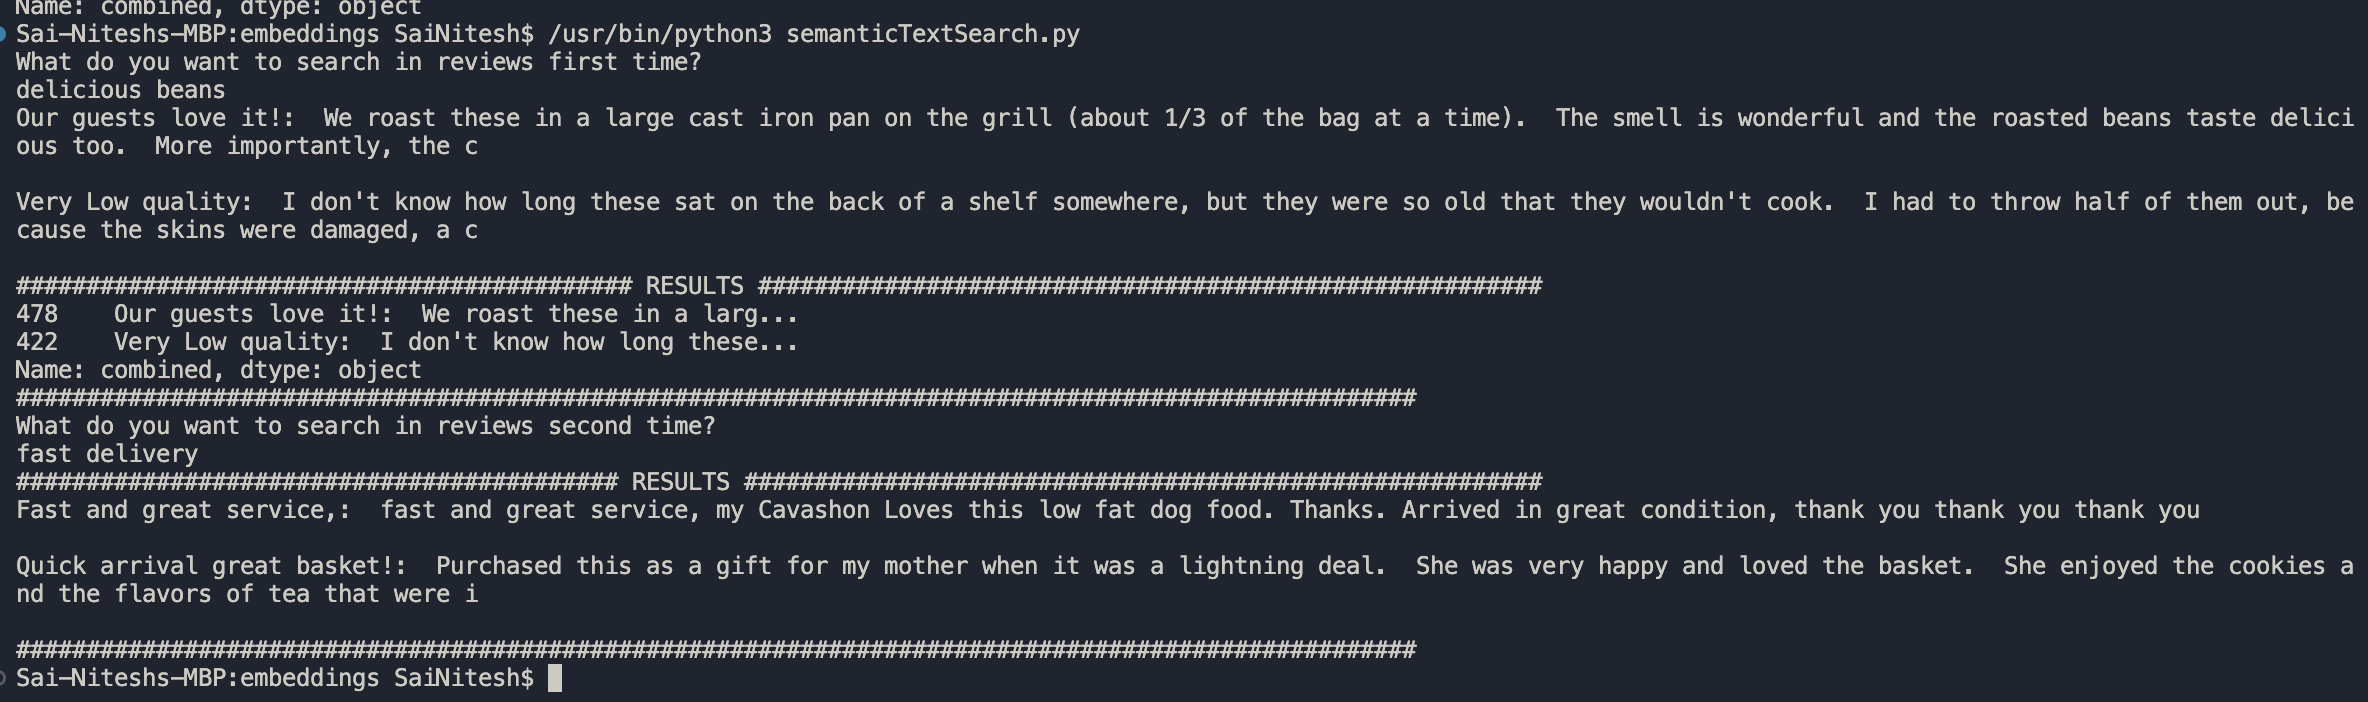 Name: combined, dtype: object
Sai-Niteshs-MBP:embeddings SaiNitesh$ /usr/bin/python3 semanticTextSearch.py
What do you want to search in reviews first time?
delicious beans
Our guests love it!:  We roast these in a large cast iron pan on the grill (about 1/3 of the bag at a time).  The smell is wonderful and the roasted beans taste delici
ous too.  More importantly, the c
Very Low quality:  I don't know how long these sat on the back of a shelf somewhere, but they were so old that they wouldn't cook.  I had to throw half of them out, be
cause the skins were damaged, a c
############################################ RESULTS ########################################################
478    Our guests love it!:  We roast these in a larg...
422    Very Low quality:  I don't know how long these...
Name: combined, dtype: object
####################################################################################################
What do you want to search in reviews second time?
fast delivery
########################################### RESULTS #########################################################
Fast and great service,:  fast and great service, my Cavashon Loves this low fat dog food. Thanks. Arrived in great condition, thank you thank you thank you
Quick arrival great basket!:  Purchased this as a gift for my mother when it was a lightning deal.  She was very happy and loved the basket.  She enjoyed the cookies a
nd the flavors of tea that were i
####################################################################################################
Sai-Niteshs-MBP:embeddings SaiNitesh$